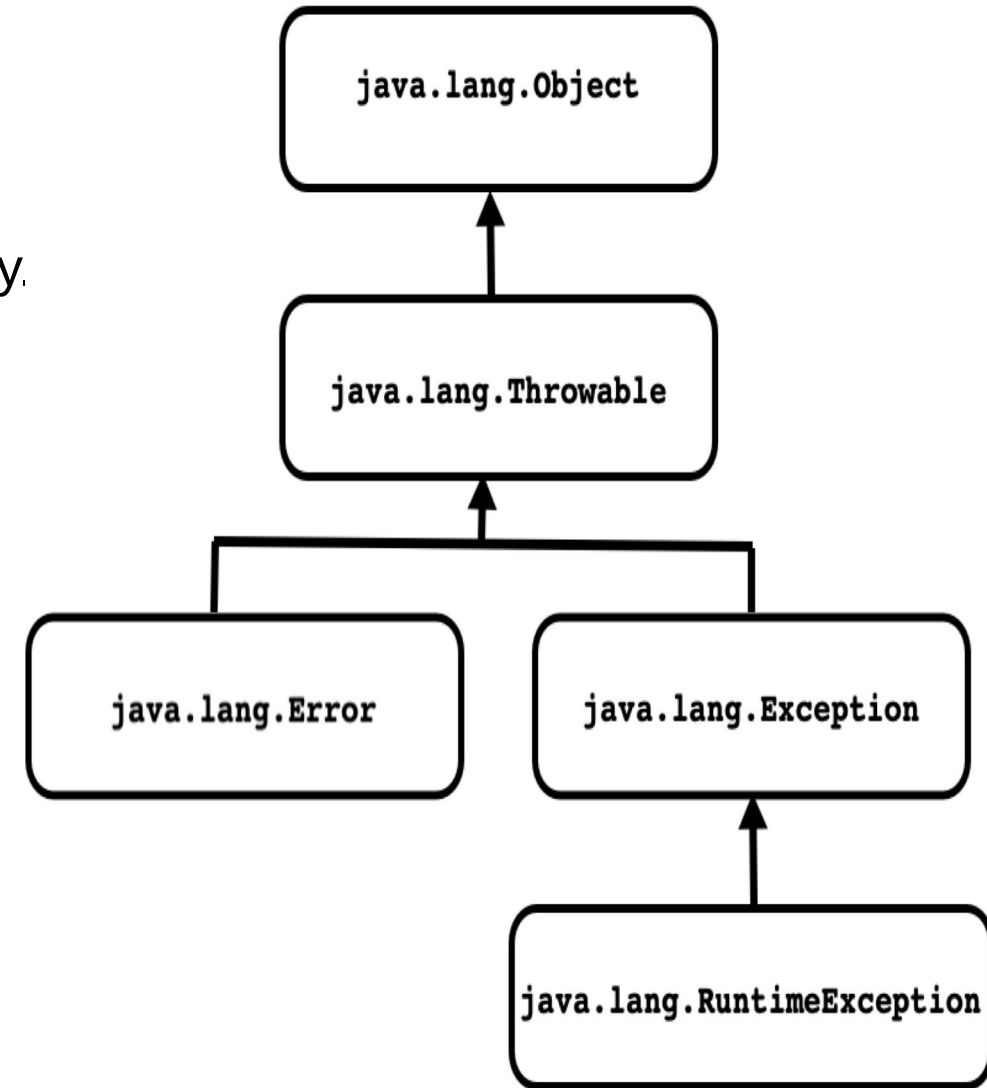 java.lang.Object
y.
java.lang.Throwable
java.lang.Error
java.lang.Exception
java.lang.RuntimeException